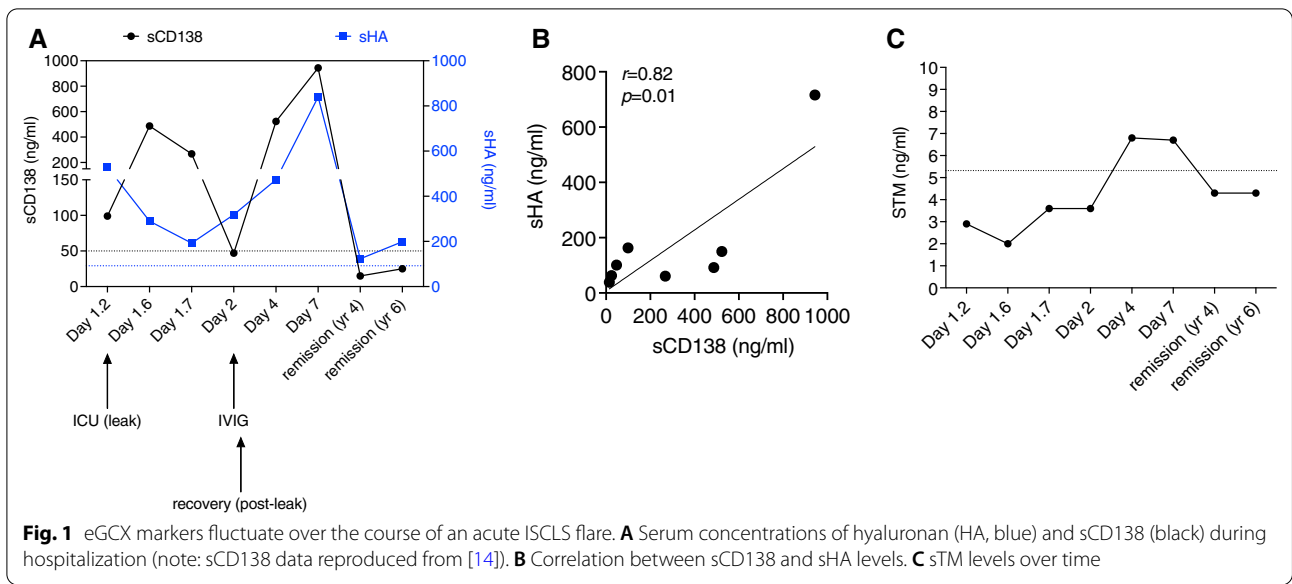 A
sCD138
sHA
1000
800
600
400
200
150
100
50
0
sCD138 (ng/ml)
1000
800
600
400
200
0
sHA (ng/ml)
Day 1.2
Day 1.6
Day 1.7
Day 2
Day 4
Day 7
remission (yr 4)
remission (yr 6)
ICU (leak)
IVIG
recovery (post-leak)
B
r=0.82
p=0.01
800
600
400
200
0
sHA (ng/ml)
0 200 400 600 800 1000
sCD138 (ng/ml)
C
10
9
8
7
6
5
4
3
2
1
0
STM (ng/ml)
Day 1.2
Day 1.6
Day 1.7
Day 2
Day 4
Day 7
remission (yr 4)
remission (yr 6)
Fig. 1 eGCX markers fluctuate over the course of an acute ISCLS flare. A Serum concentrations of hyaluronan (HA, blue) and sCD138 (black) during
hospitalization (note: sCD138 data reproduced from [14]). B Correlation between sCD138 and sHA levels. C sTM levels over time